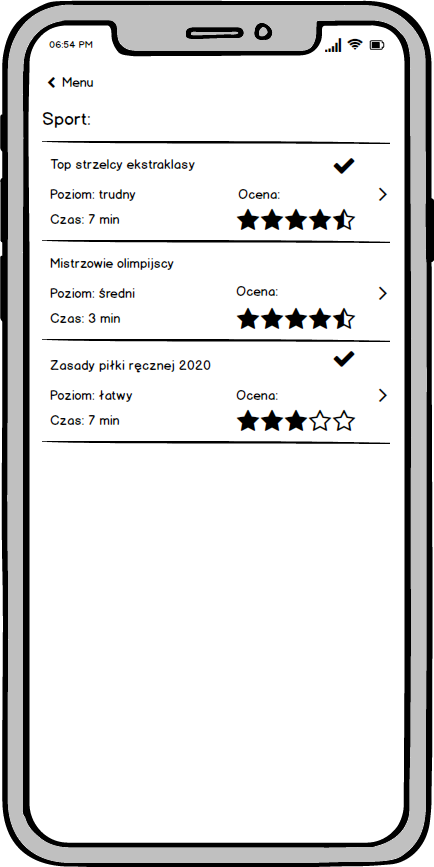 06:54 PM
Menu
Sport:
Top strzelcy ekstraklasy
Poziom: trudny
Ocena:
Czas: 7 min
Mistrzowie olimpijscy
Poziom: średni
Ocena:
Czas: 3 min
Zasady piłki ręcznej 2020
Poziom: łatwy
Ocena:
Czas: 7 min